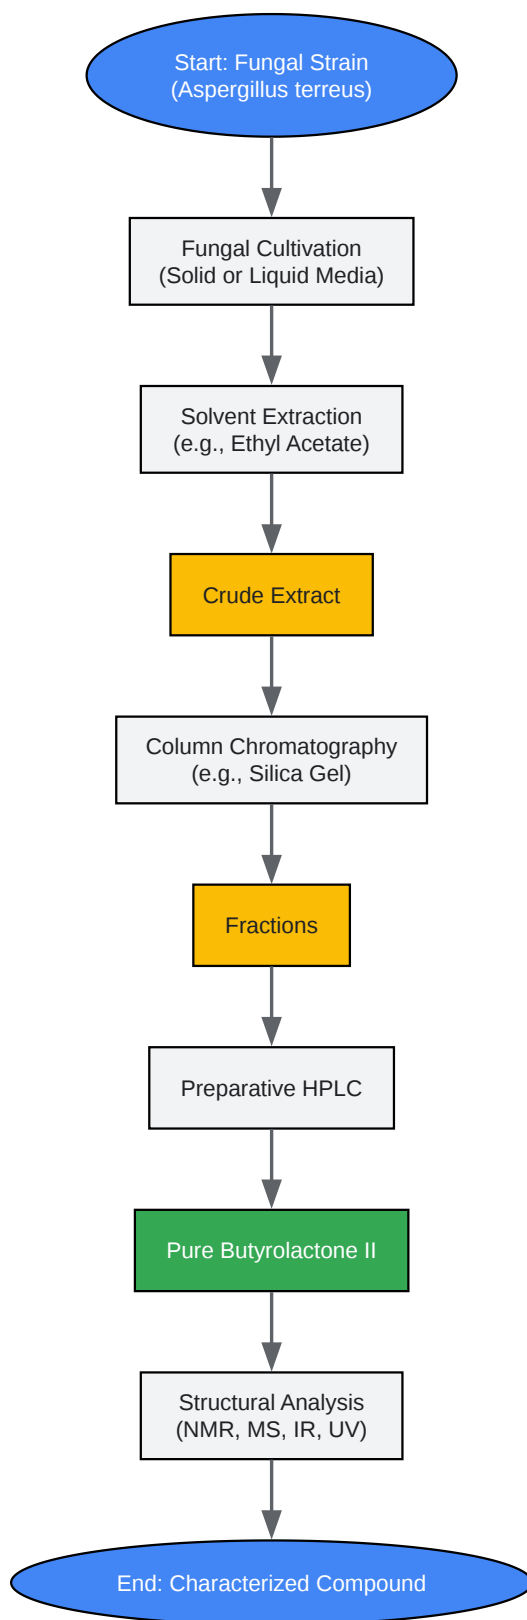 Start: Fungal Strain
(Aspergillus terreus)
Fungal Cultivation
(Solid or Liquid Media)
Solvent Extraction
(e.g., Ethyl Acetate)
Crude Extract
Column Chromatography
(e.g., Silica Gel)
Fractions
Preparative HPLC
Pure Butyrolactone II
Structural Analysis
(NMR, MS, IR, UV)
End: Characterized Compound